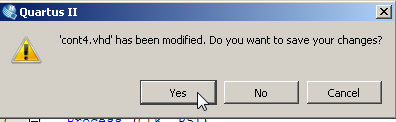 Quartus II
'cont4.vhd' has been modified. Do you want to save your changes?
Yes
No
Cancel